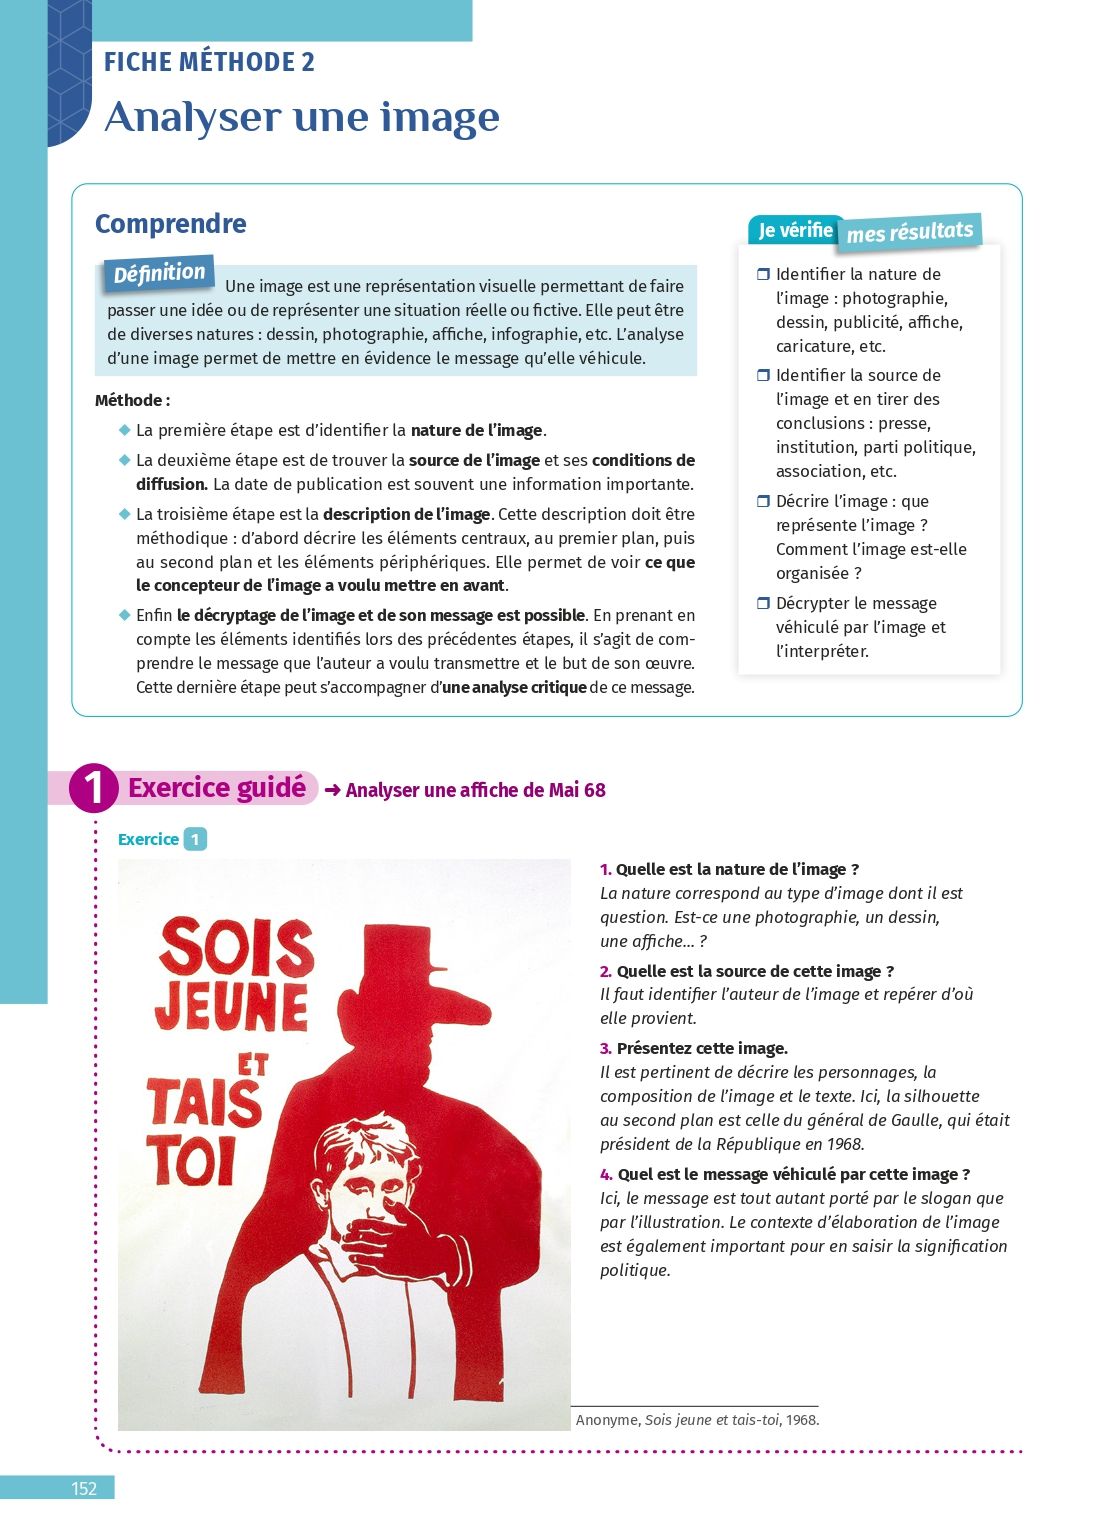 FICHE MÉTHODE 2
Analyser une image
Comprendre
Définition
Une image est une représentation visuelle permettant de faire
passer une idée ou de représenter une situation réelle ou fictive. Elle peut être
de diverses natures : dessin, photographie, affiche, infographie, etc. L’analyse
d’une image permet de mettre en évidence le message qu’elle véhicule.
Méthode :
◆ La première étape est d’identifier la nature de l’image.
◆ La deuxième étape est de trouver la source de l’image et ses conditions de
diffusion. La date de publication est souvent une information importante.
◆ La troisième étape est la description de l’image. Cette description doit être
méthodique : d’abord décrire les éléments centraux, au premier plan, puis
au second plan et les éléments périphériques. Elle permet de voir ce que
le concepteur de l’image a voulu mettre en avant.
◆ Enfin le décryptage de l’image et de son message est possible. En prenant en
compte les éléments identifiés lors des précédentes étapes, il s’agit de com-
prendre le message que l’auteur a voulu transmettre et le but de son œuvre.
Cette dernière étape peut s’accompagner d’une analyse critique de ce message.
Je vérifie mes résultats
❐ Identifier la nature de
l’image : photographie,
dessin, publicité, affiche,
caricature, etc.
❐ Identifier la source de
l’image et en tirer des
conclusions : presse,
institution, parti politique,
association, etc.
❐ Décrire l’image : que
représente l’image ?
Comment l’image est-elle
organisée ?
❐ Décrypter le message
véhiculé par l’image et
l’interpréter.
1 Exercice guidé ➜ Analyser une affiche de Mai 68
Exercice 1
SOIS
JEUNE
ET
TAIS
TOI
1. Quelle est la nature de l’image ?
La nature correspond au type d’image dont il est
question. Est-ce une photographie, un dessin,
une affiche… ?
2. Quelle est la source de cette image ?
Il faut identifier l’auteur de l’image et repérer d’où
elle provient.
3. Présentez cette image.
Il est pertinent de décrire les personnages, la
composition de l’image et le texte. Ici, la silhouette
au second plan est celle du général de Gaulle, qui était
président de la République en 1968.
4. Quel est le message véhiculé par cette image ?
Ici, le message est tout autant porté par le slogan que
par l’illustration. Le contexte d’élaboration de l’image
est également important pour en saisir la signification
politique.
Anonyme, Sois jeune et tais-toi, 1968.
152